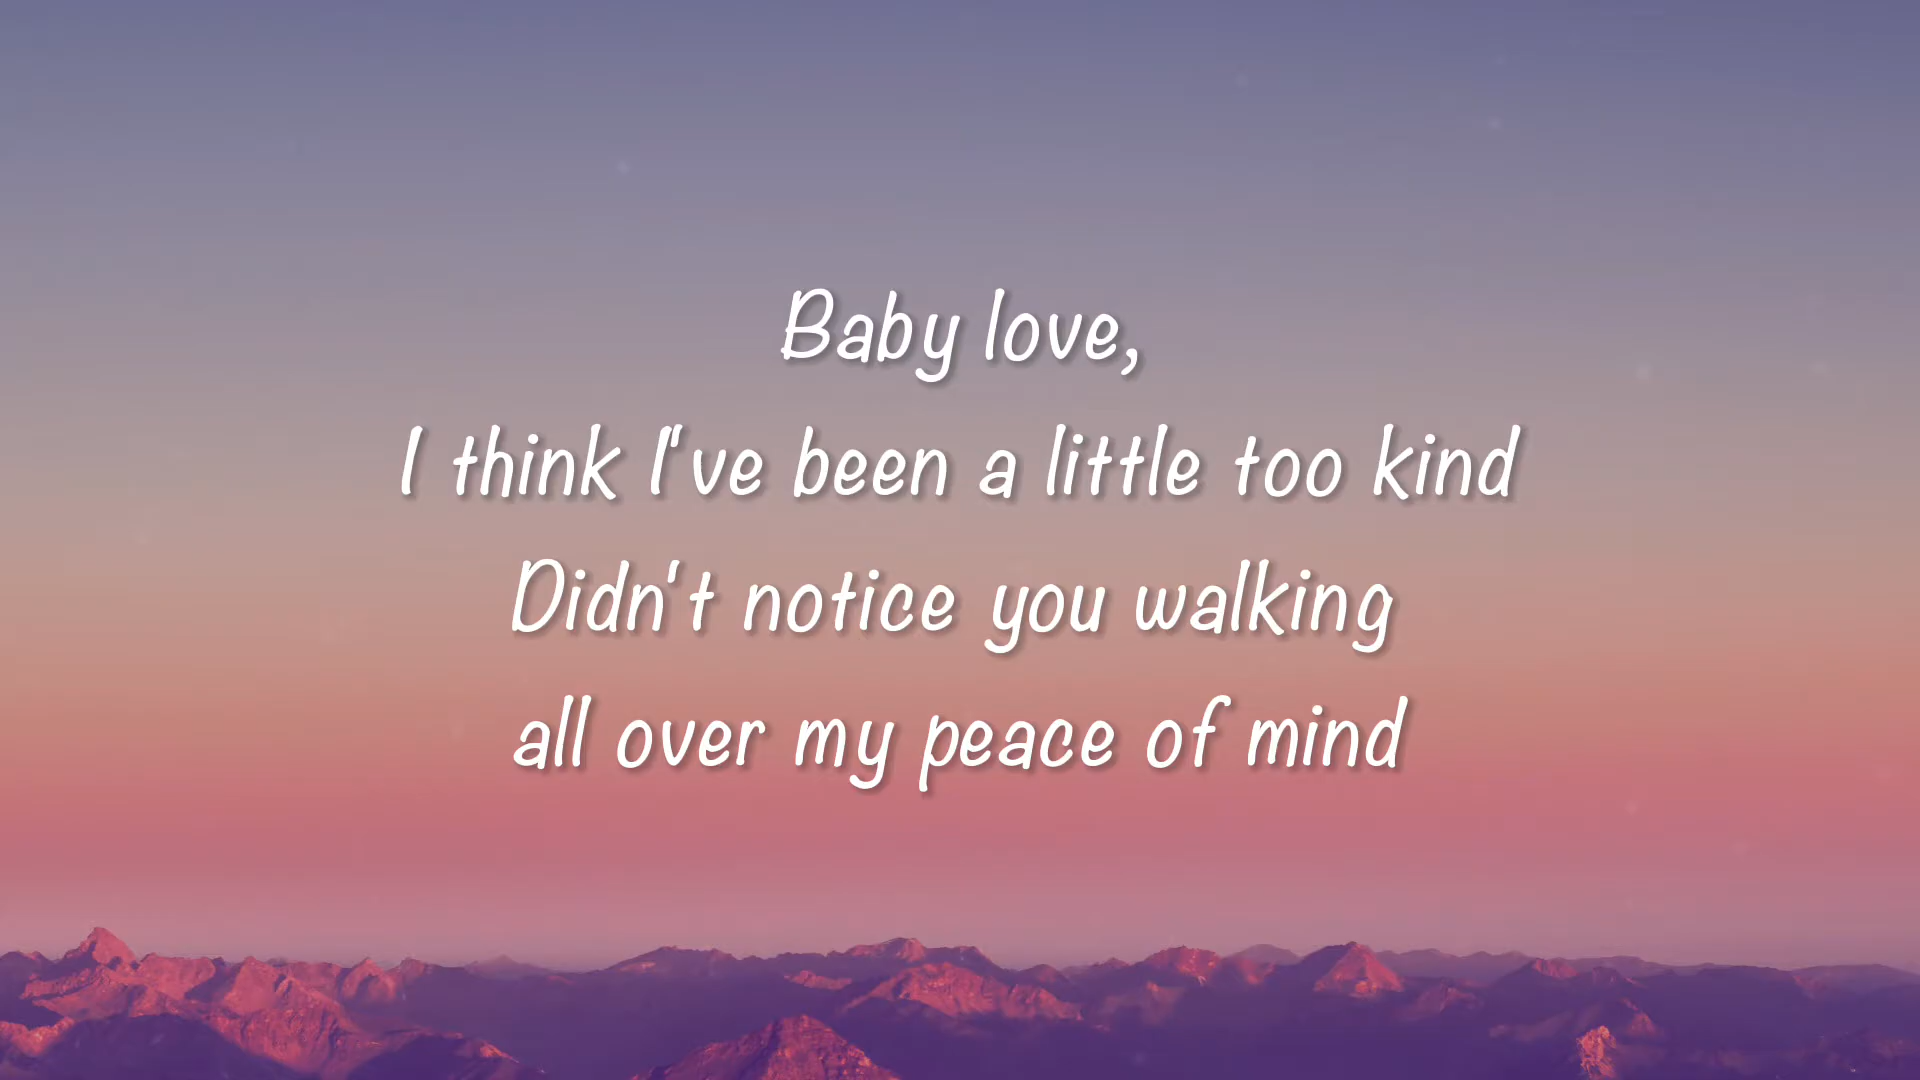 Baby love,
I think I've been a little too kind
Didn't notice you walking
all over my peace of mind